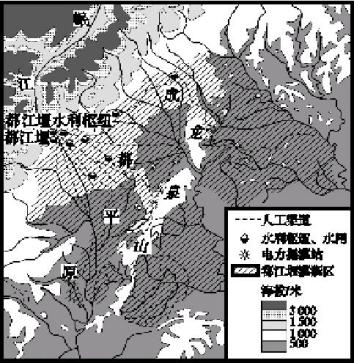 岷
江
成
都江堰水利枢纽
都江堰
都
龙
泉
平
山
原
人工渠道
水利枢纽、水闸
电力提灌站
都江堰灌溉区
海拔/米
3 000
1 500
1 000
500